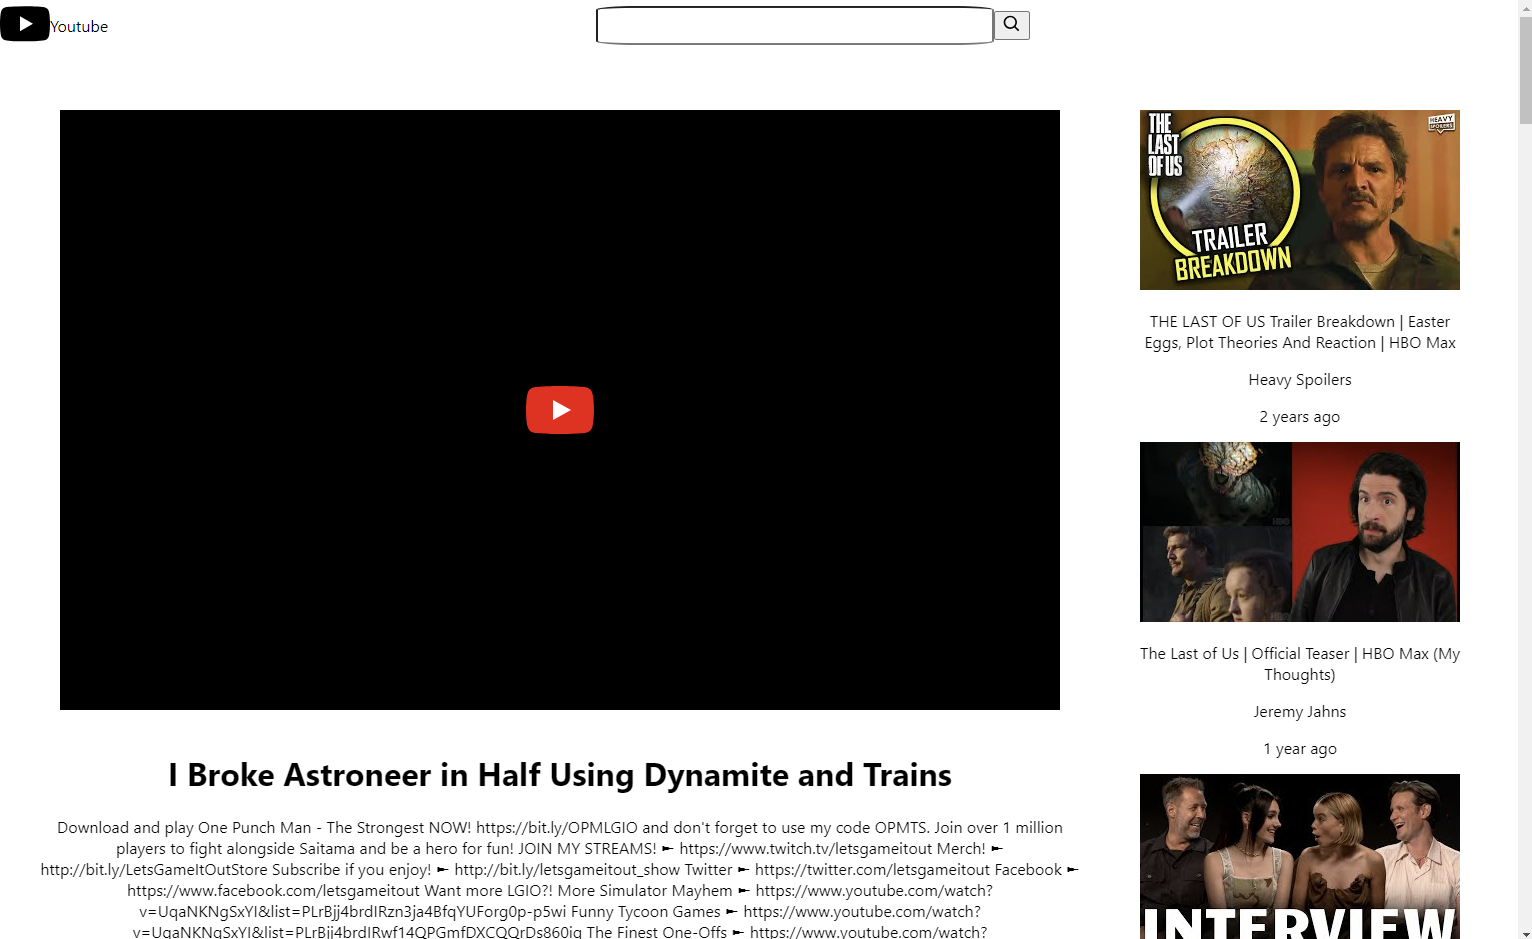 Youtube
THE
LAST
OF US
HEAVY
SPOILERS
TRAILER
BREAKDOWN
THE LAST OF US Trailer Breakdown | Easter
Eggs, Plot Theories And Reaction | HBO Max
Heavy Spoilers
2 years ago
HBO
HBO
The Last of Us | Official Teaser | HBO Max (My
Thoughts)
Jeremy Jahns
1 year ago
INTERVIEW
I Broke Astroneer in Half Using Dynamite and Trains
Download and play One Punch Man - The Strongest NOW! https://bit.ly/OPMLGIO and don't forget to use my code OPMTS. Join over 1 million
players to fight alongside Saitama and be a hero for fun! JOIN MY STREAMS! ► https://www.twitch.tv/letsgameitout Merch! ►
http://bit.ly/LetsGameItOutStore Subscribe if you enjoy! ► http://bit.ly/letsgameitout_show Twitter ► https://twitter.com/letsgameitout Facebook ►
https://www.facebook.com/letsgameitout Want more LGIO?! More Simulator Mayhem ► https://www.youtube.com/watch?
v=UqaNKNgSxYI&list=PLrBjj4brdIRzn3ja4BfqYUForg0p-p5wi Funny Tycoon Games ► https://www.youtube.com/watch?
v=UqaNKNgSxYI&list=PLrBjj4brdIRwf14QPGmfDXCQQrDs860ig The Finest One-Offs ► https://www.youtube.com/watch?